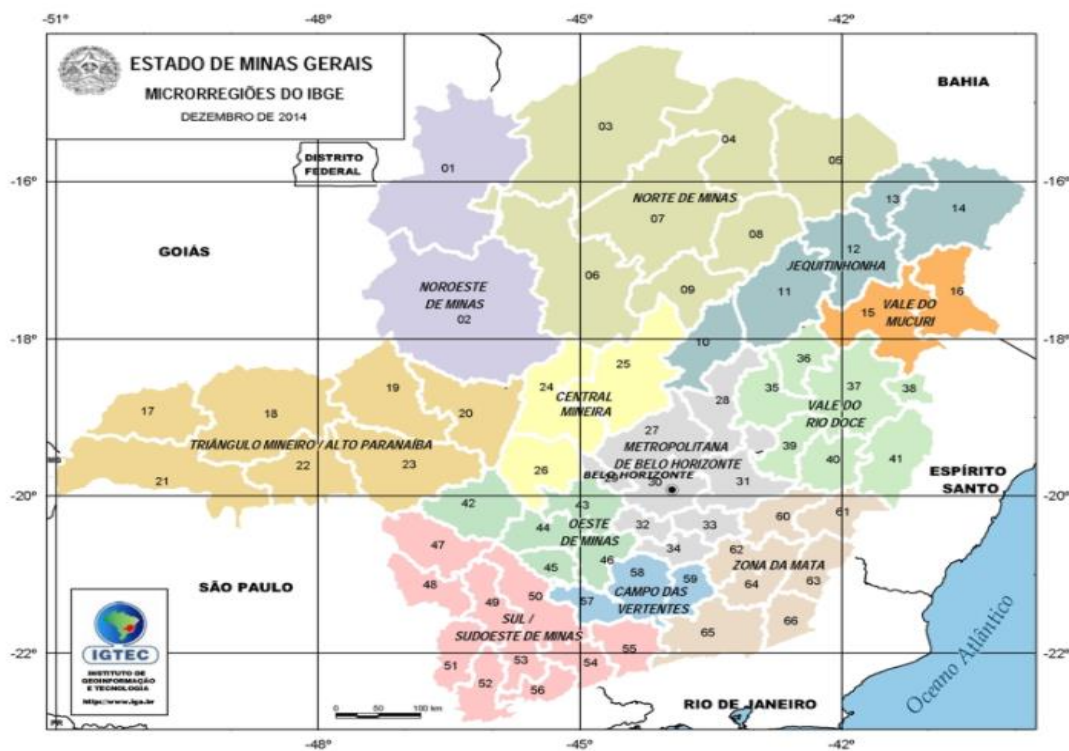 -51°
-48°
-45°
-42°
ESTADO DE MINAS GERAIS
MICRORREGIÕES DO IBGE
DEZEMBRO DE 2014
BAHIA
DISTRITO
FEDERAL
-16°
-16°
GOIÁS
01
03
04
05
NORTE DE MINAS
07
08
06
09
NOROESTE
DE MINAS
02
13
14
12
JEQUITINHONHA
11
10
15
VALE DO
MUCURI
16
-18°
-18°
17
18
19
20
TRIÂNGULO MINEIRO / ALTO PARANAÍBA
21
22
23
24
25
CENTRAL
MINEIRA
26
27
28
METROPOLITANA
DE BELO HORIZONTE
BELO HORIZONTE
29
30
31
32
33
34
35
36
37
38
VALE DO
RIO DOCE
39
40
41
ESPÍRITO
SANTO
-20°
-20°
42
43
44
OESTE
DE MINAS
45
46
60
61
62
ZONA DA MATA
63
64
65
66
58
59
CAMPO DAS
VERTENTES
57
47
48
49
50
SUL /
SUDOESTE DE MINAS
51
52
53
54
55
56
SÃO PAULO
-22°
-22°
IGTEC
INSTITUTO DE
GEOINFORMAÇÃO
E TECNOLOGIA
50
0
50
100 km
RIO DE JANEIRO
Oceano Atlântico
-48°
-45°
-42°